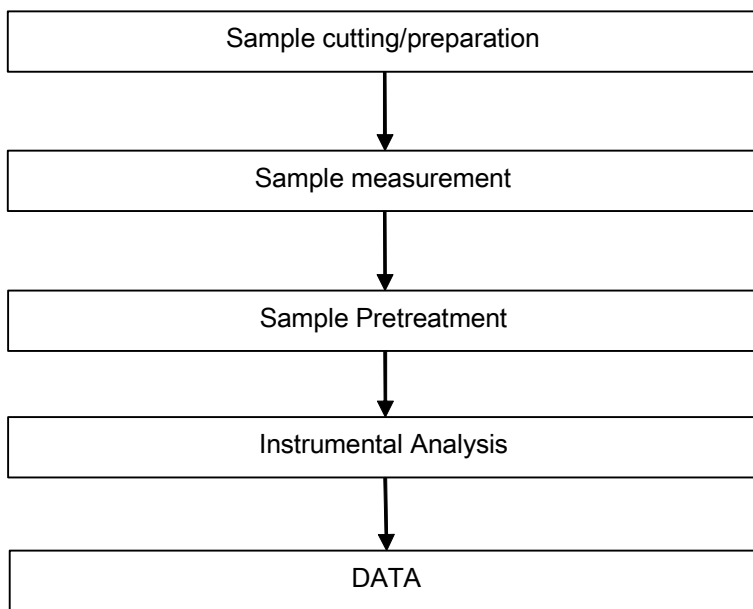 Sample cutting/preparation
Sample measurement
Sample Pretreatment
Instrumental Analysis
DATA